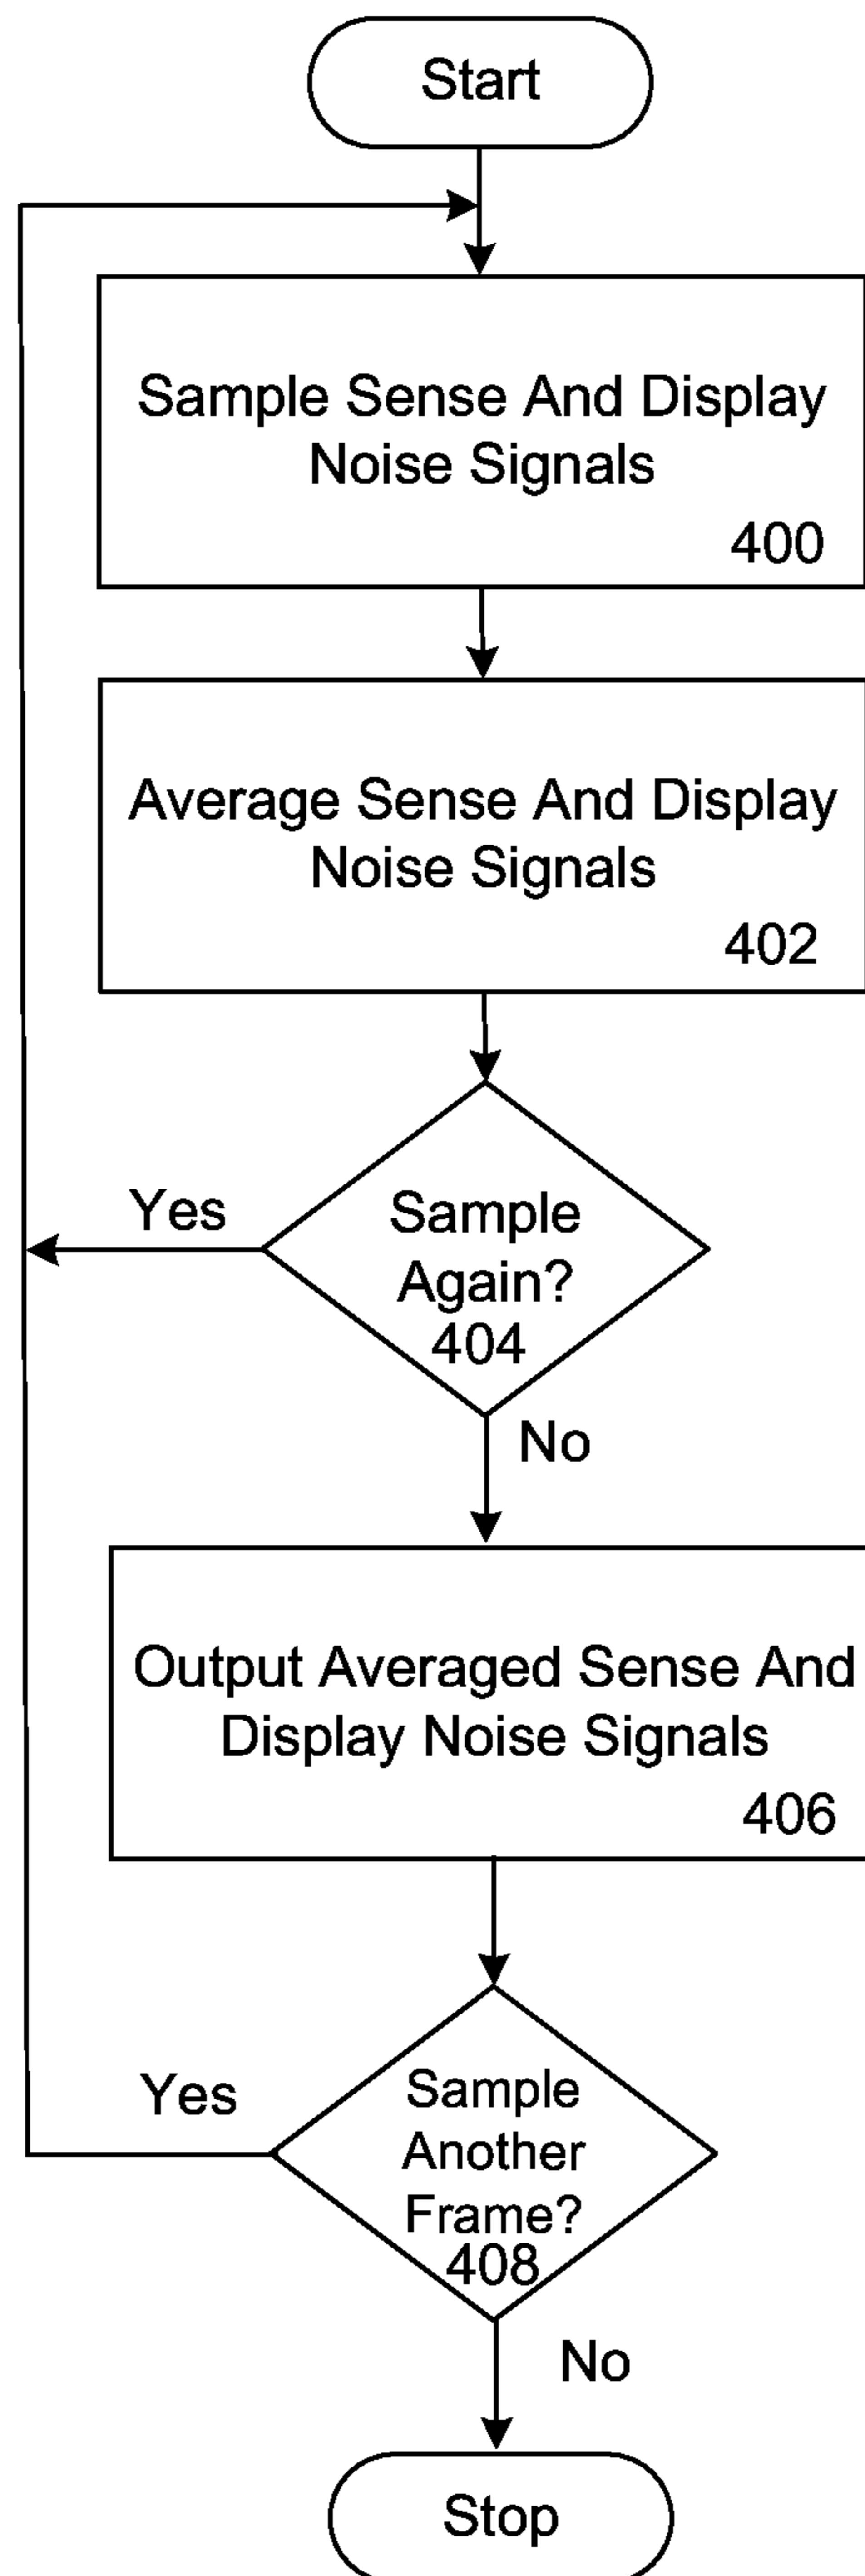 Start
Sample Sense And Display
Noise Signals
400
Average Sense And Display
Noise Signals
402
Yes
Sample
Again?
404
No
Output Averaged Sense And
Display Noise Signals
406
Yes
Sample
Another
Frame?
408
No
Stop